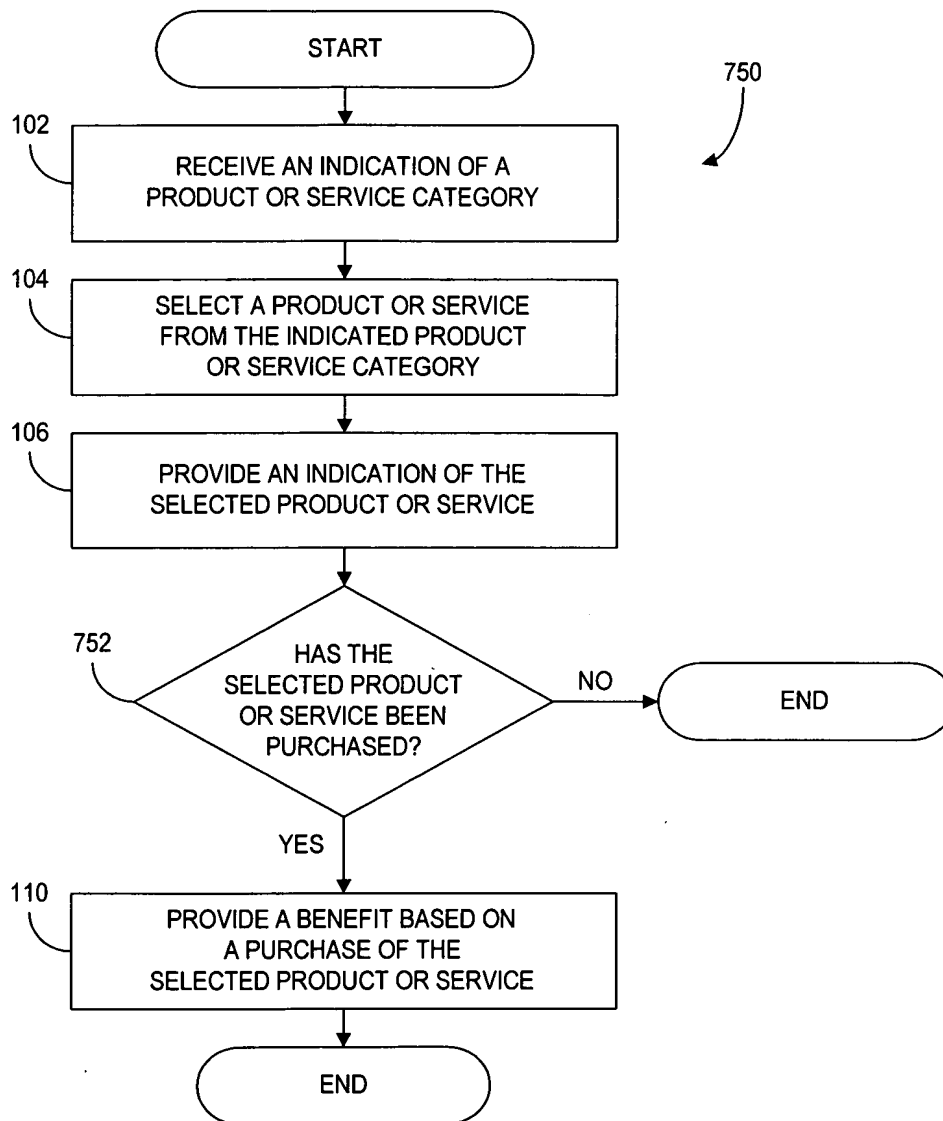 START
750
102
RECEIVE AN INDICATION OF A
PRODUCT OR SERVICE CATEGORY
104
SELECT A PRODUCT OR SERVICE
FROM THE INDICATED PRODUCT
OR SERVICE CATEGORY
106
PROVIDE AN INDICATION OF THE
SELECTED PRODUCT OR SERVICE
752
HAS THE
SELECTED PRODUCT
OR SERVICE BEEN
PURCHASED?
NO
END
YES
110
PROVIDE A BENEFIT BASED ON
A PURCHASE OF THE
SELECTED PRODUCT OR SERVICE
END